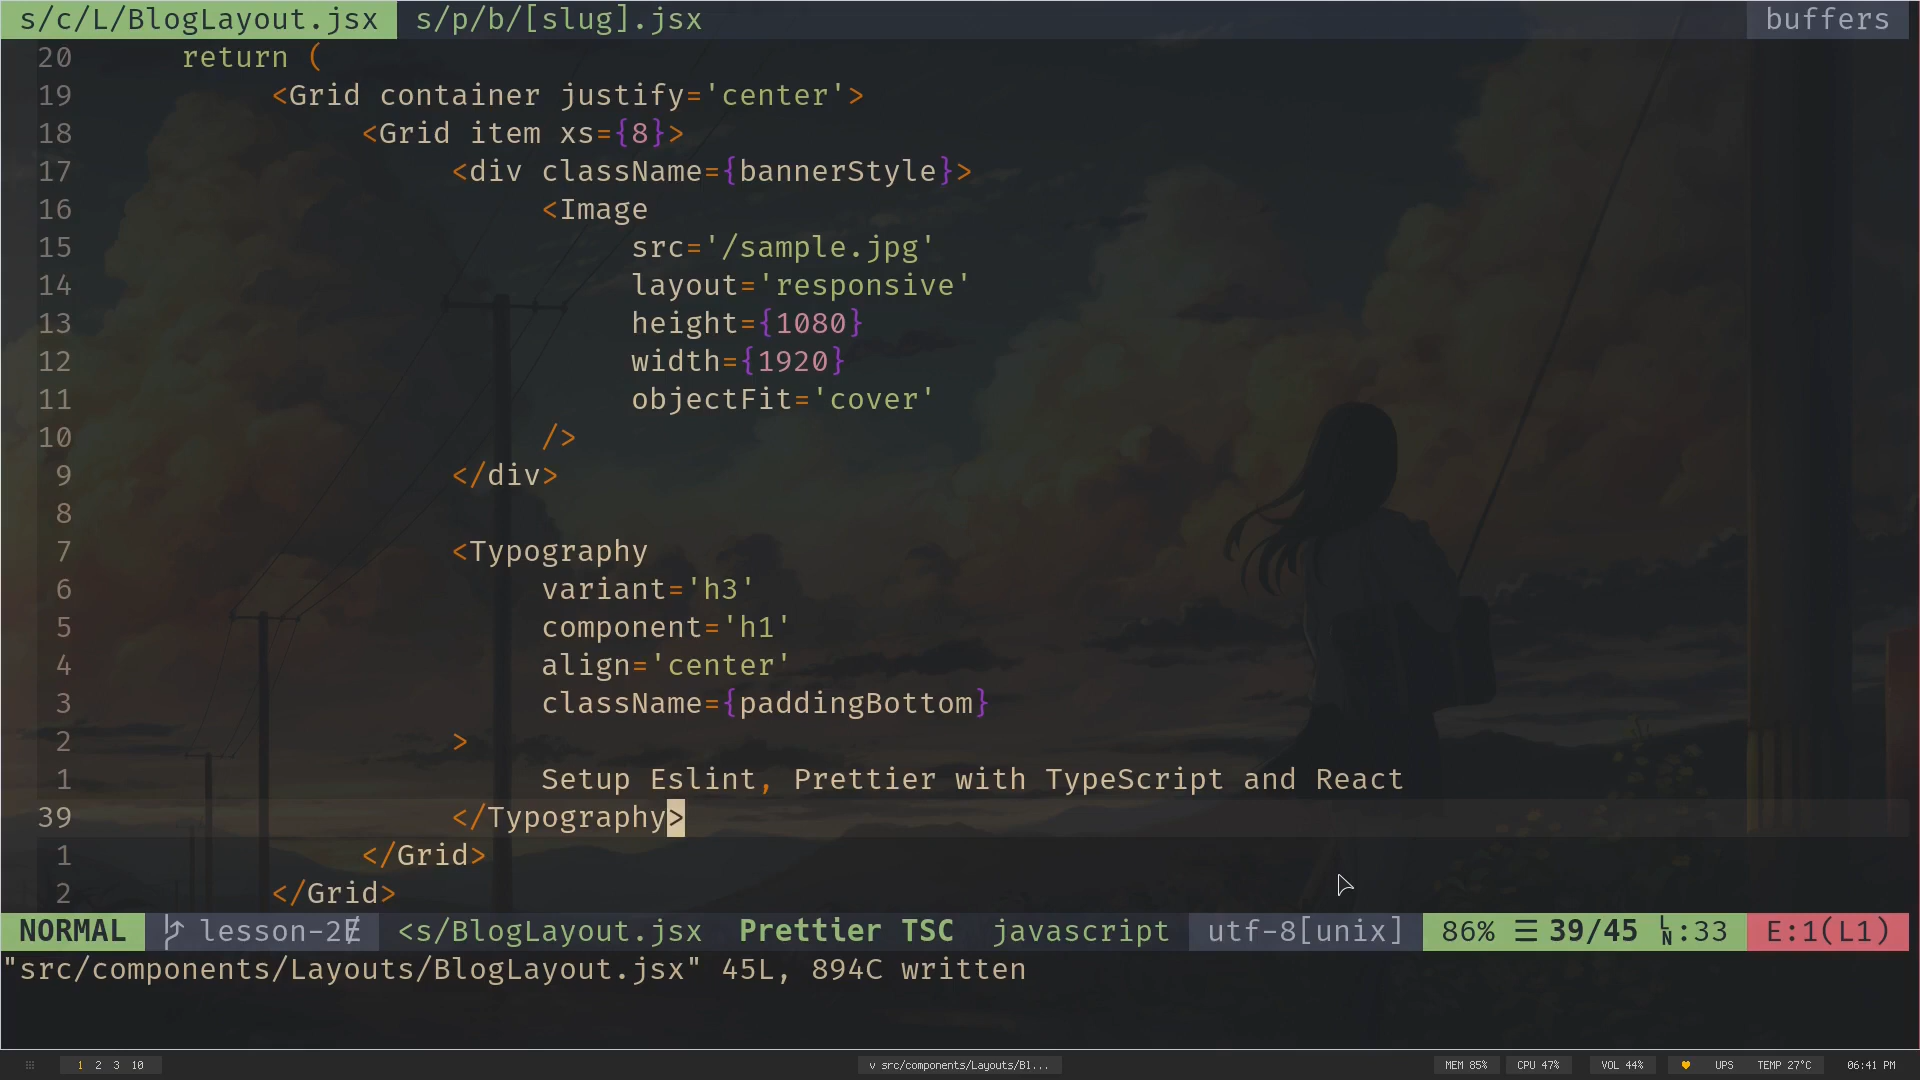 s/c/L/BlogLayout.jsx s/p/b/[slug].jsx buffers
20 return (
19 <Grid container justify='center'>
18 <Grid item xs={8}>
17 <div className={bannerStyle}>
16 <Image
15 src='/sample.jpg'
14 layout='responsive'
13 height={1080}
12 width={1920}
11 objectFit='cover'
10 />
9 </div>
8
7 <Typography
6 variant='h3'
5 component='h1'
4 align='center'
3 className={paddingBottom}
2 >
1 Setup Eslint, Prettier with TypeScript and React
39 </Typography>
1 </Grid>
2 </Grid>
NORMAL lesson-2 <s/BlogLayout.jsx Prettier TSC javascript utf-8[unix] 86% ☰ 39/45 LN:33 E:1(L1)
"src/components/Layouts/BlogLayout.jsx" 45L, 894C written
1 2 3 10 v src/components/Layouts/Bl... MEM 85% CPU 47% VOL 44% UPS TEMP 27°C 06:41 PM